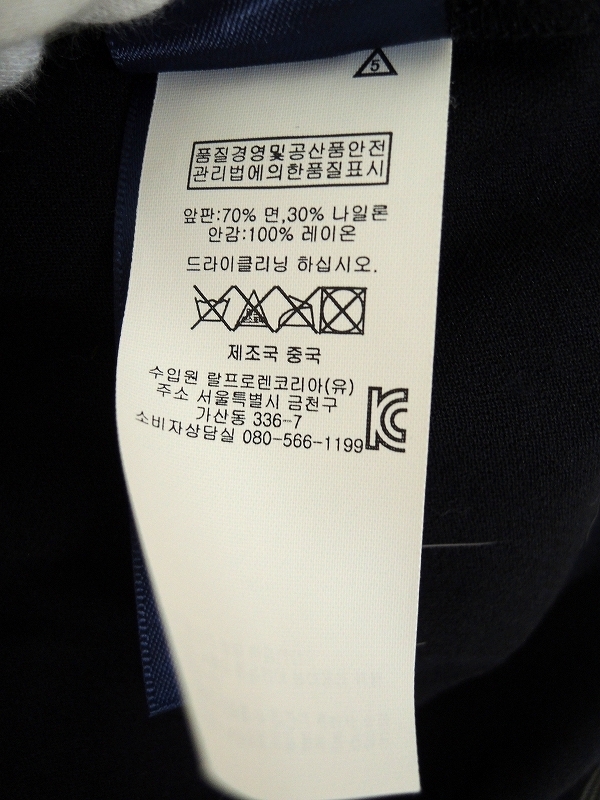 5
품질경영및공산품안전
관리법에의한품질표시
앞판:70% 면,30% 나일론
안감:100% 레이온
드라이클리닝 하십시오.
제조국 중국
수입원 랄프로렌코리아(유)
주소 서울특별시 금천구
가산동 336-7
소비자상담실 080-566-1199